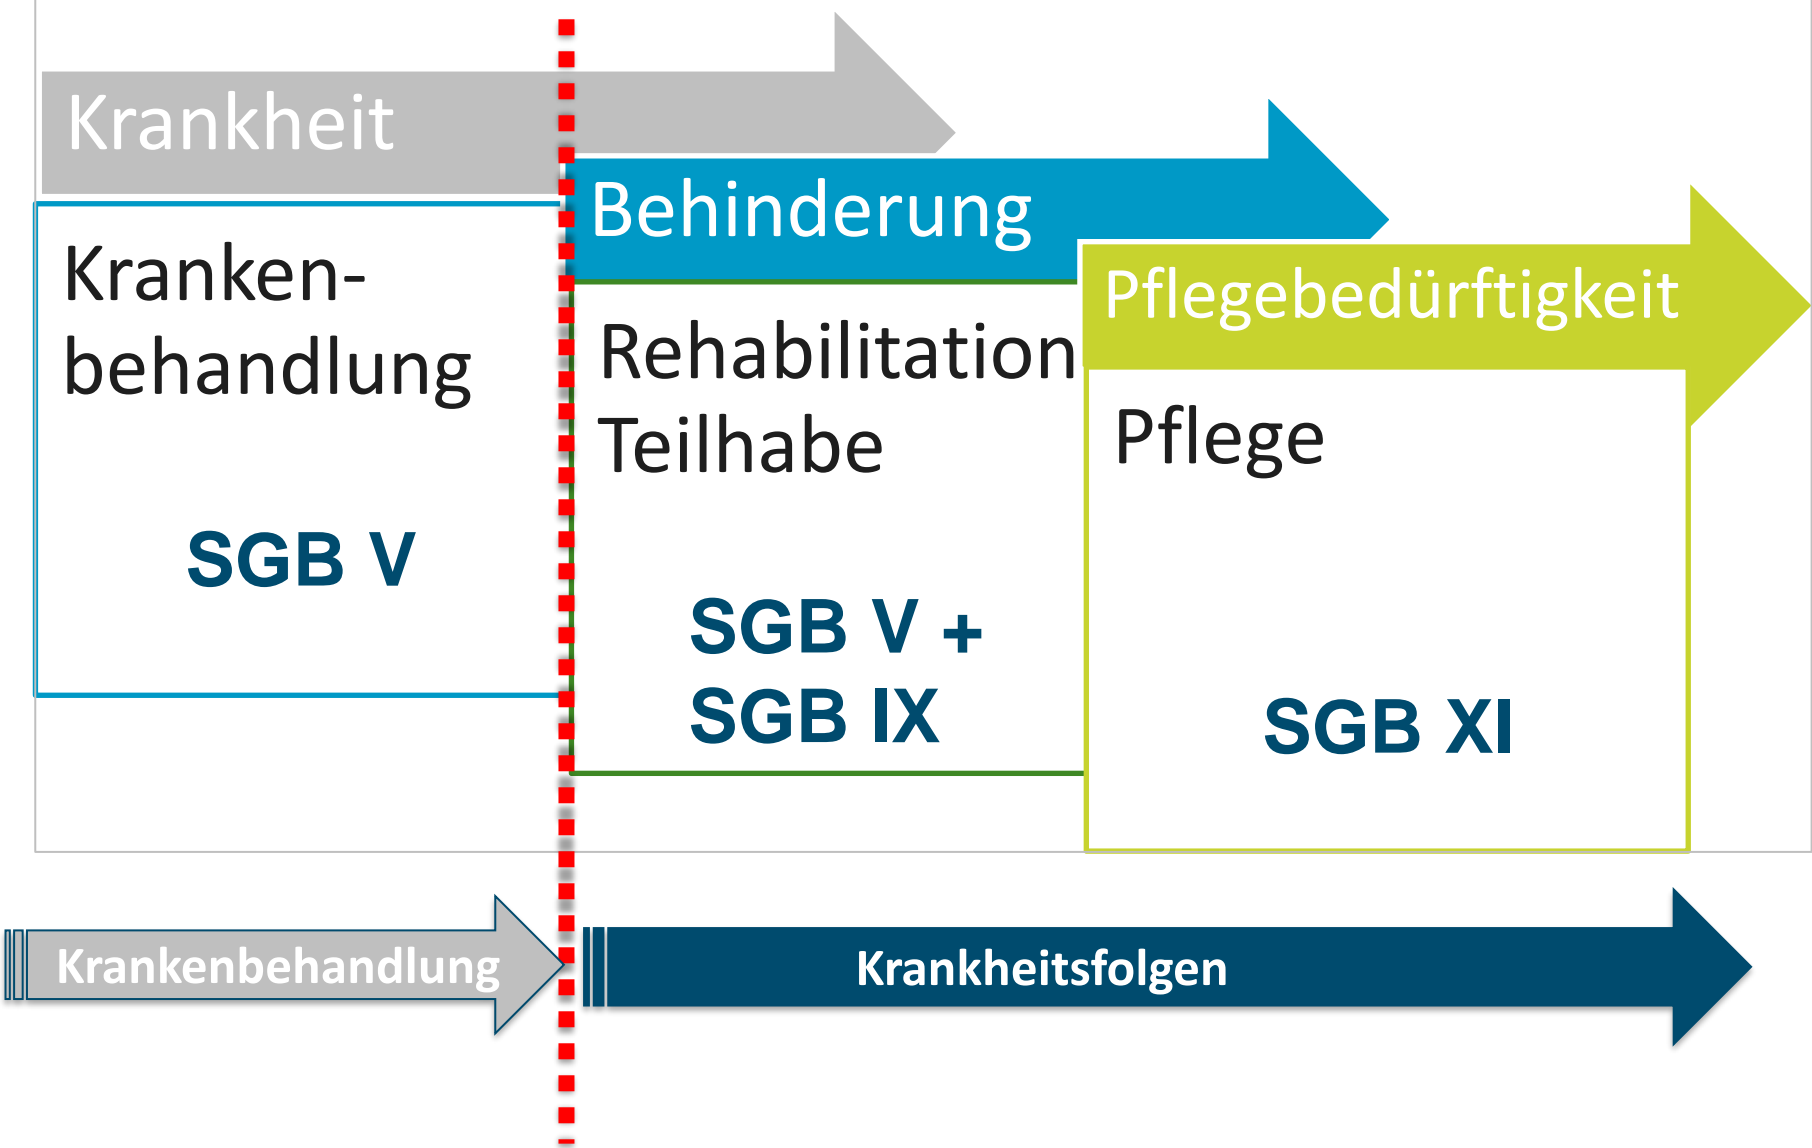 Krankheit
Kranken-
behandlung
SGB V
Behinderung
Rehabilitation
Teilhabe
SGB V +
SGB IX
Pflegebedürftigkeit
Pflege
SGB XI
Krankenbehandlung
Krankheitsfolgen